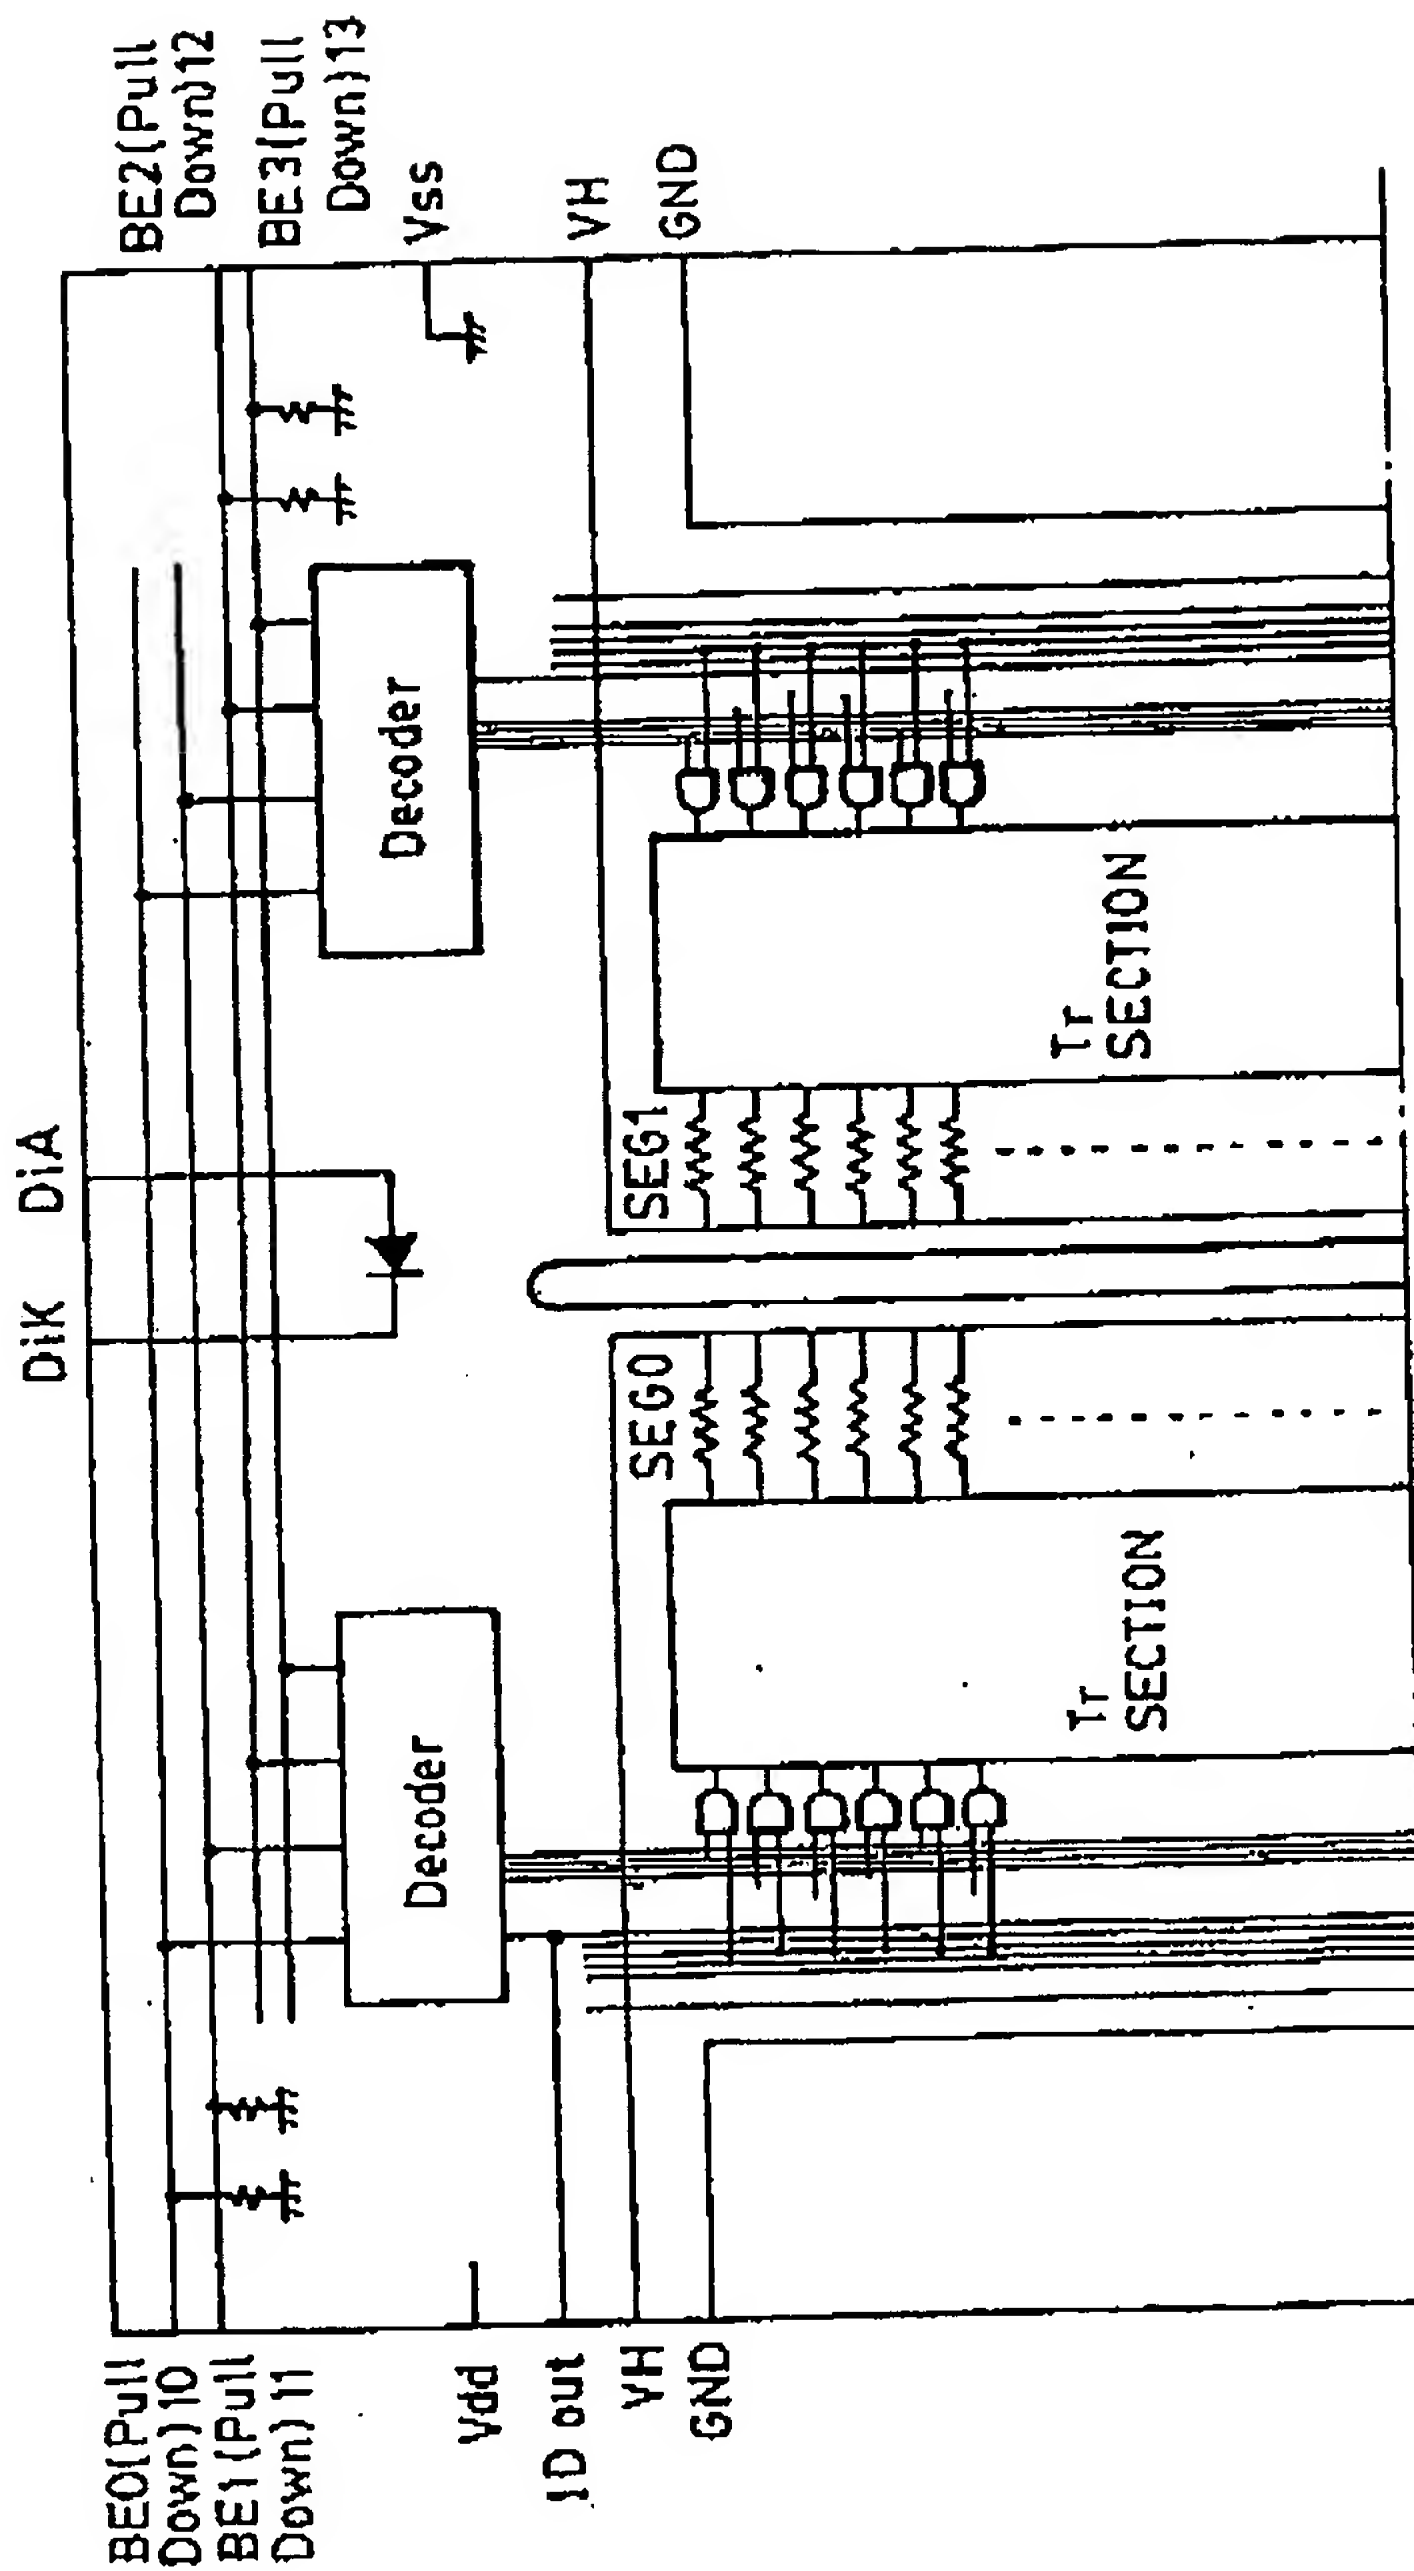 BE0(Pull
Down)10
BE1(Pull
Down)11
Vdd
ID out
VH
GND
DiK
DiA
BE2(Pull
Down)12
BE3(Pull
Down)13
Vss
VH
GND
Decoder
Decoder
SEG0
SEG1
Tr
SECTION
Tr
SECTION